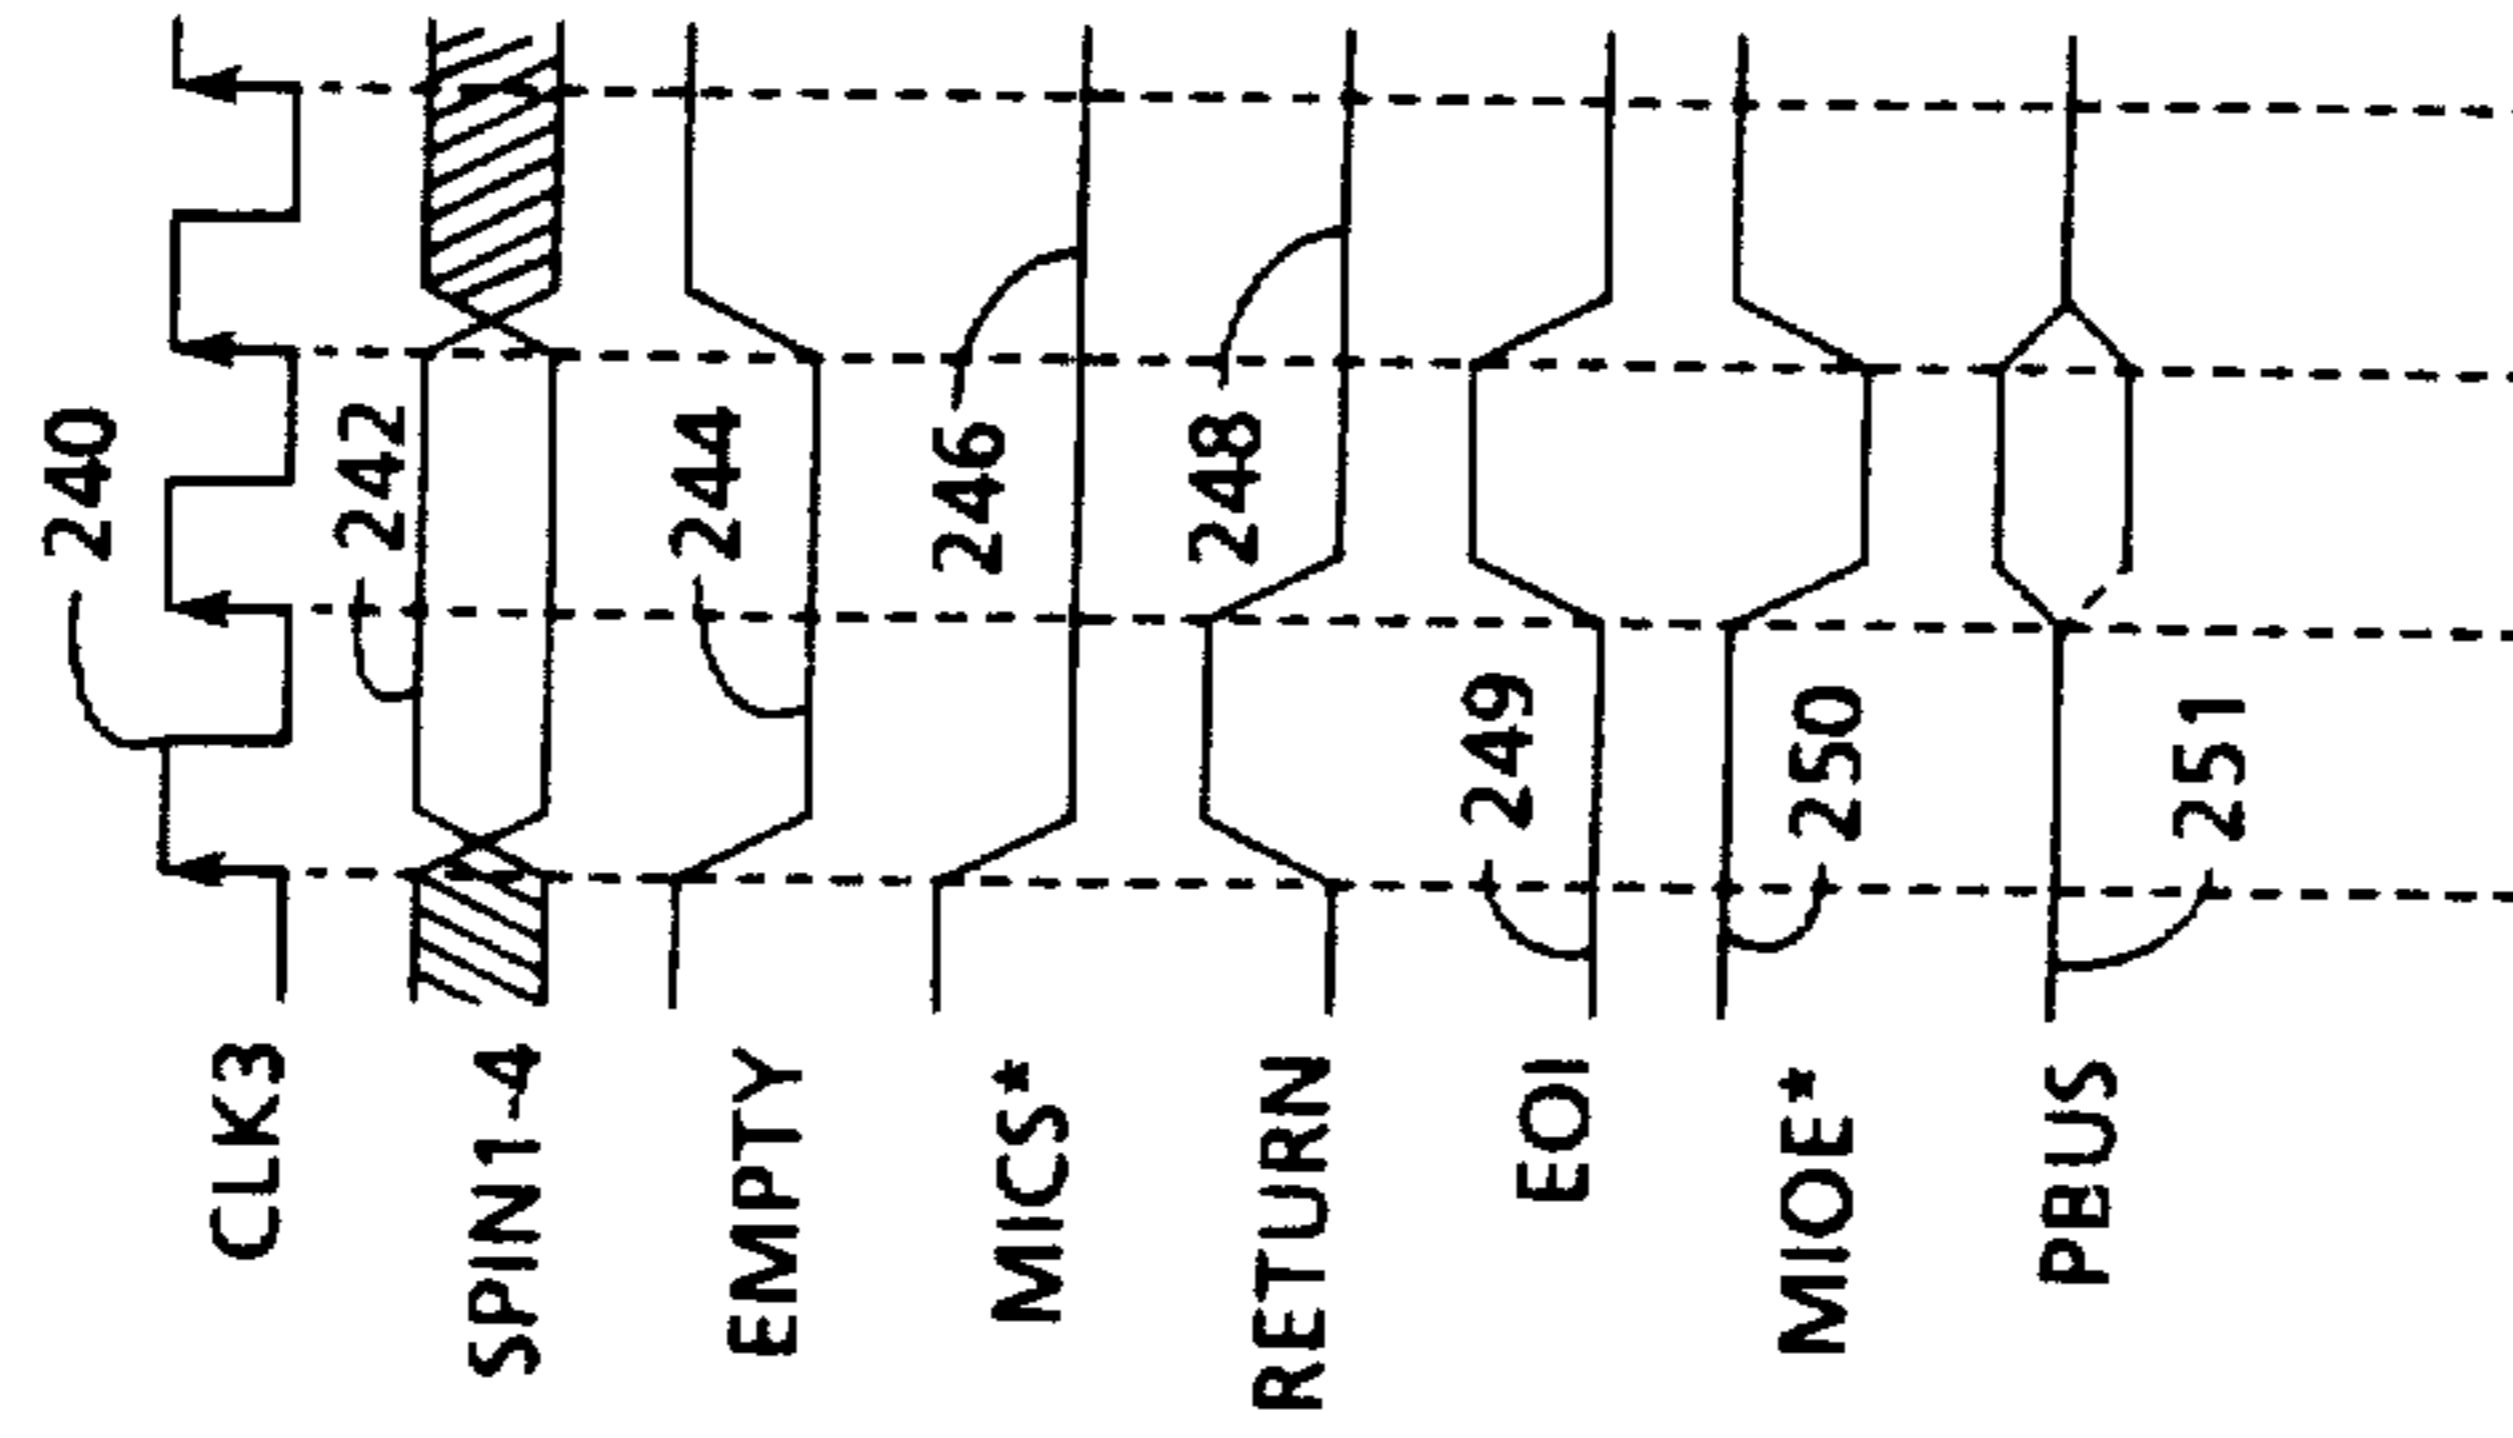 240
CLK3
242
SPIN1-4
244
EMPTY
246
MICS*
248
RETURN
249
EOI
250
MIOE*
251
PBUS